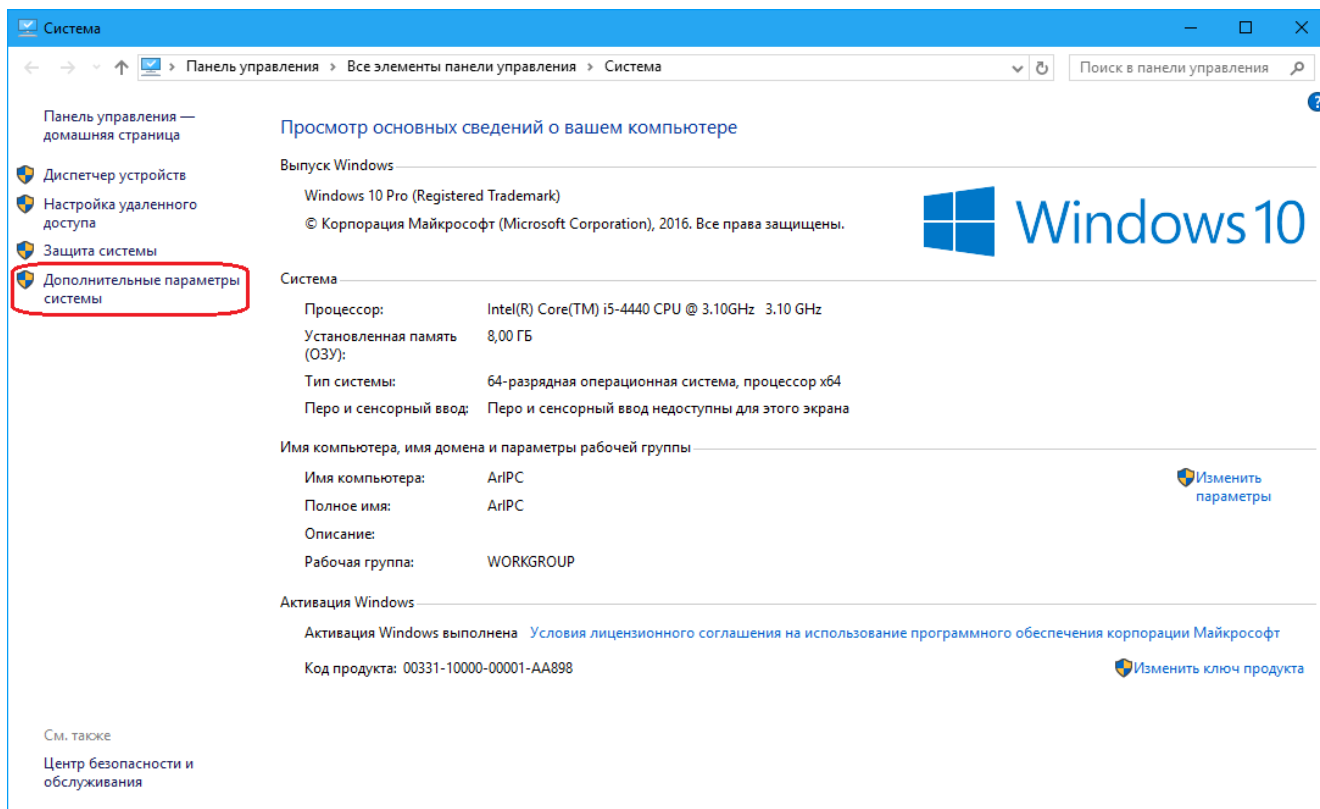 Система
Панель управления › Все элементы панели управления › Система
Поиск в панели управления
Панель управления —
домашняя страница
Диспетчер устройств
Настройка удаленного
доступа
Защита системы
Дополнительные параметры
системы
Просмотр основных сведений о вашем компьютере
Выпуск Windows
Windows 10 Pro (Registered Trademark)
© Корпорация Майкрософт (Microsoft Corporation), 2016. Все права защищены.
Windows 10
Система
Процессор: Intel(R) Core(TM) i5-4440 CPU @ 3.10GHz 3.10 GHz
Установленная память 8,00 ГБ
(ОЗУ):
Тип системы: 64-разрядная операционная система, процессор x64
Перо и сенсорный ввод: Перо и сенсорный ввод недоступны для этого экрана
Имя компьютера, имя домена и параметры рабочей группы
Имя компьютера: ArIPC
Изменить
параметры
Полное имя: ArIPC
Описание:
Рабочая группа: WORKGROUP
Активация Windows
Активация Windows выполнена Условия лицензионного соглашения на использование программного обеспечения корпорации Майкрософт
Код продукта: 00331-10000-00001-AA898 Изменить ключ продукта
См. также
Центр безопасности и
обслуживания